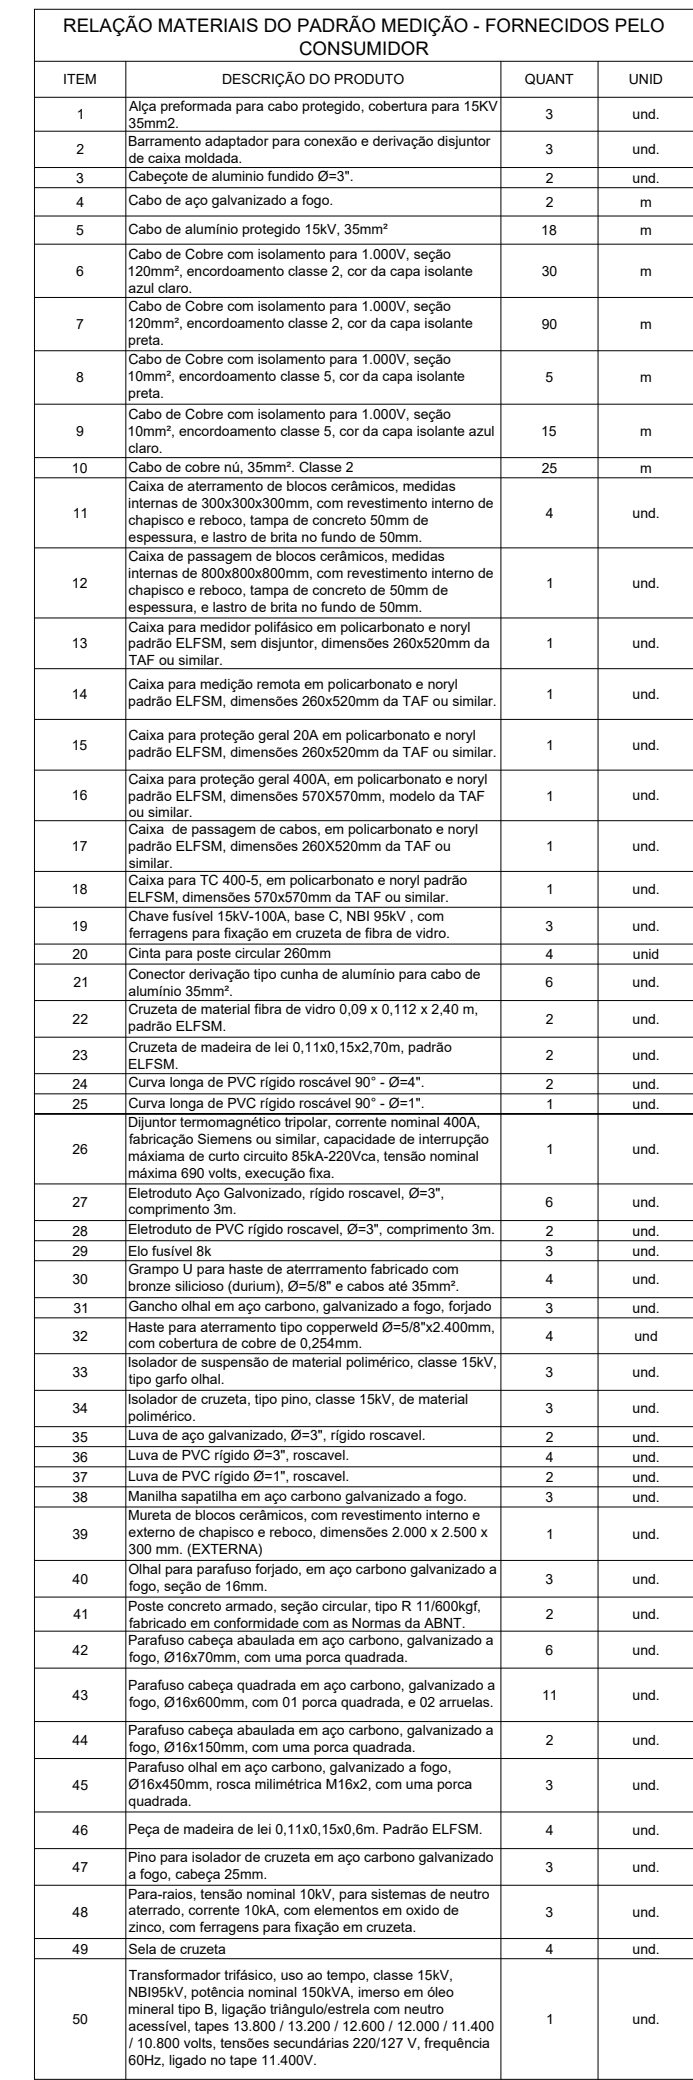 RELAÇÃO MATERIAIS DO PADRÃO MEDIÇÃO - FORNECIDOS PELO
CONSUMIDOR
ITEM DESCRIÇÃO DO PRODUTO QUANT UNID
1 Alça preformada para cabo protegido, cobertura para 15KV 3 und.
35mm2.
2 Barramento adaptador para conexão e derivação disjuntor 3 und.
de caixa moldada.
3 Cabeçote de aluminio fundido Ø=3". 2 und.
4 Cabo de aço galvanizado a fogo. 2 m
5 Cabo de alumínio protegido 15kV, 35mm² 18 m
6 Cabo de Cobre com isolamento para 1.000V, seção 30 m
120mm², encordoamento classe 2, cor da capa isolante
azul claro.
7 Cabo de Cobre com isolamento para 1.000V, seção 90 m
120mm², encordoamento classe 2, cor da capa isolante
preta.
8 Cabo de Cobre com isolamento para 1.000V, seção 5 m
10mm², encordoamento classe 5, cor da capa isolante
preta.
9 Cabo de Cobre com isolamento para 1.000V, seção 15 m
10mm², encordoamento classe 5, cor da capa isolante azul
claro.
10 Cabo de cobre nú, 35mm². Classe 2 25 m
11 Caixa de aterramento de blocos cerâmicos, medidas 4 und.
internas de 300x300x300mm, com revestimento interno de
chapisco e reboco, tampa de concreto 50mm de
espessura, e lastro de brita no fundo de 50mm.
12 Caixa de passagem de blocos cerâmicos, medidas 1 und.
internas de 800x800x800mm, com revestimento interno de
chapisco e reboco, tampa de concreto de 50mm de
espessura, e lastro de brita no fundo de 50mm.
13 Caixa para medidor polifásico em policarbonato e noryl 1 und.
padrão ELFSM, sem disjuntor, dimensões 260x520mm da
TAF ou similar.
14 Caixa para medição remota em policarbonato e noryl 1 und.
padrão ELFSM, dimensões 260x520mm da TAF ou similar.
15 Caixa para proteção geral 20A em policarbonato e noryl 1 und.
padrão ELFSM, dimensões 260x520mm da TAF ou similar.
16 Caixa para proteção geral 400A, em policarbonato e noryl 1 und.
padrão ELFSM, dimensões 570X570mm, modelo da TAF
ou similar.
17 Caixa de passagem de cabos, em policarbonato e noryl 1 und.
padrão ELFSM, dimensões 260X520mm da TAF ou
similar.
18 Caixa para TC 400-5, em policarbonato e noryl padrão 1 und.
ELFSM, dimensões 570x570mm da TAF ou similar.
19 Chave fusível 15kV-100A, base C, NBI 95kV , com 3 und.
ferragens para fixação em cruzeta de fibra de vidro.
20 Cinta para poste circular 260mm 4 unid
21 Conector derivação tipo cunha de alumínio para cabo de 6 und.
alumínio 35mm².
22 Cruzeta de material fibra de vidro 0,09 x 0,112 x 2,40 m, 2 und.
padrão ELFSM.
23 Cruzeta de madeira de lei 0,11x0,15x2,70m, padrão 2 und.
ELFSM.
24 Curva longa de PVC rígido roscável 90° - Ø=4". 2 und.
25 Curva longa de PVC rígido roscável 90° - Ø=1". 1 und.
26 Dijuntor termomagnético tripolar, corrente nominal 400A, 1 und.
fabricação Siemens ou similar, capacidade de interrupção
máxiama de curto circuito 85kA-220Vca, tensão nominal
máxima 690 volts, execução fixa.
27 Eletroduto Aço Galvonizado, rígido roscavel, Ø=3", 6 und.
comprimento 3m.
28 Eletroduto de PVC rígido roscavel, Ø=3", comprimento 3m. 2 und.
29 Elo fusível 8k 3 und.
30 Grampo U para haste de aterrramento fabricado com 4 und.
bronze silicioso (durium), Ø=5/8" e cabos até 35mm².
31 Gancho olhal em aço carbono, galvanizado a fogo, forjado 3 und.
32 Haste para aterramento tipo copperweld Ø=5/8"x2.400mm, 4 und
com cobertura de cobre de 0,254mm.
33 Isolador de suspensão de material polimérico, classe 15kV, 3 und.
tipo garfo olhal.
34 Isolador de cruzeta, tipo pino, classe 15kV, de material 3 und.
polimérico.
35 Luva de aço galvanizado, Ø=3", rígido roscavel. 2 und.
36 Luva de PVC rígido Ø=3", roscavel. 4 und.
37 Luva de PVC rígido Ø=1", roscavel. 2 und.
38 Manilha sapatilha em aço carbono galvanizado a fogo. 3 und.
39 Mureta de blocos cerâmicos, com revestimento interno e 1 und.
externo de chapisco e reboco, dimensões 2.000 x 2.500 x
300 mm. (EXTERNA)
40 Olhal para parafuso forjado, em aço carbono galvanizado a 3 und.
fogo, seção de 16mm.
41 Poste concreto armado, seção circular, tipo R 11/600kgf, 2 und.
fabricado em conformidade com as Normas da ABNT.
42 Parafuso cabeça abaulada em aço carbono, galvanizado a 6 und.
fogo, Ø16x70mm, com uma porca quadrada.
43 Parafuso cabeça quadrada em aço carbono, galvanizado a 11 und.
fogo, Ø16x600mm, com 01 porca quadrada, e 02 arruelas.
44 Parafuso cabeça abaulada em aço carbono, galvanizado a 2 und.
fogo, Ø16x150mm, com uma porca quadrada.
45 Parafuso olhal em aço carbono, galvanizado a fogo, 3 und.
Ø16x450mm, rosca milimétrica M16x2, com uma porca
quadrada.
46 Peça de madeira de lei 0,11x0,15x0,6m. Padrão ELFSM. 4 und.
47 Pino para isolador de cruzeta em aço carbono galvanizado 3 und.
a fogo, cabeça 25mm.
48 Para-raios, tensão nominal 10kV, para sistemas de neutro 3 und.
aterrado, corrente 10kA, com elementos em oxido de
zinco, com ferragens para fixação em cruzeta.
49 Sela de cruzeta 4 und.
50 Transformador trifásico, uso ao tempo, classe 15kV, 1 und.
NBI95kV, potência nominal 150kVA, imerso em óleo
mineral tipo B, ligação triângulo/estrela com neutro
acessível, tapes 13.800 / 13.200 / 12.600 / 12.000 / 11.400
/ 10.800 volts, tensões secundárias 220/127 V, frequência
60Hz, ligado no tape 11.400V.